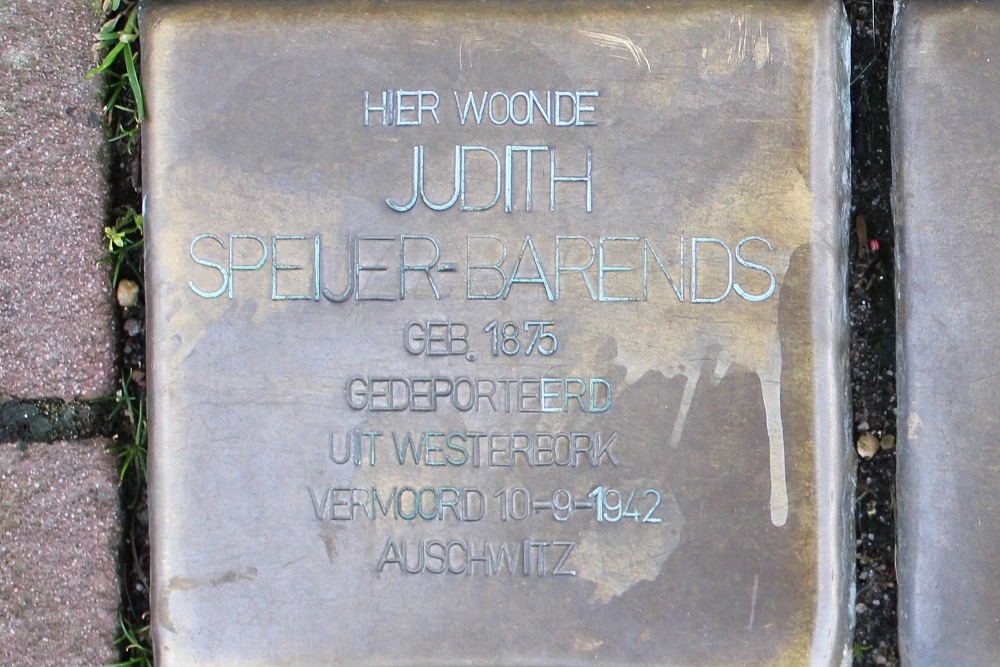 HIER WOONDE
JUDITH
SPEIJER-BARENDS
GEB. 1875
GEDEPORTEERD
UIT WESTERBORK
VERMOORD 10-9-1942
AUSCHWITZ